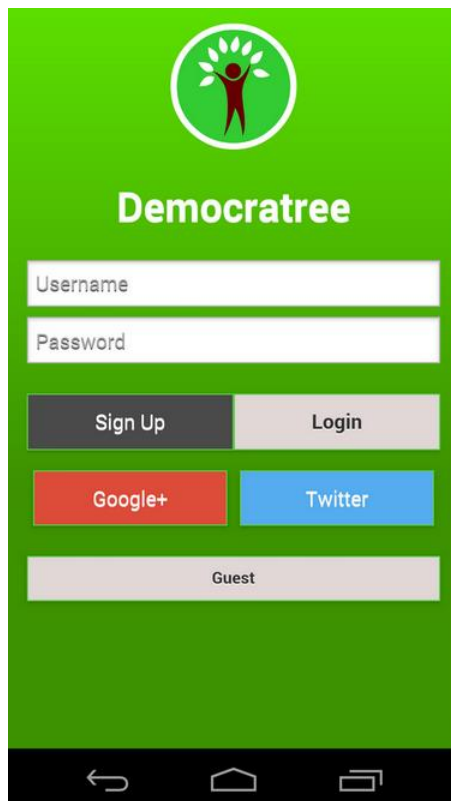 Democratree
Username
Password
Sign Up Login
Google+ Twitter
Guest